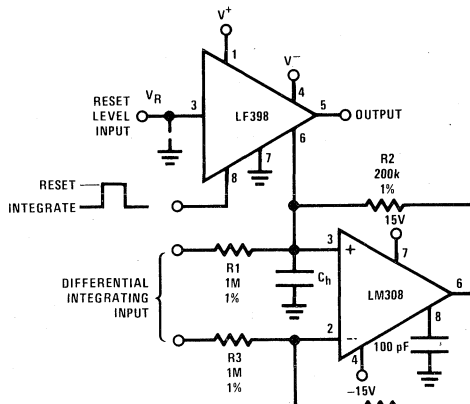 V+
V−
1
4
VR
RESET
LEVEL
INPUT
3
LF398
5
OUTPUT
6
7
8
RESET
INTEGRATE
R2
200k
1%
15V
DIFFERENTIAL
INTEGRATING
INPUT
R1
1M
1%
Ch
3
+
7
LM308
6
2
−
8
100 pF
4
−15V
R3
1M
1%